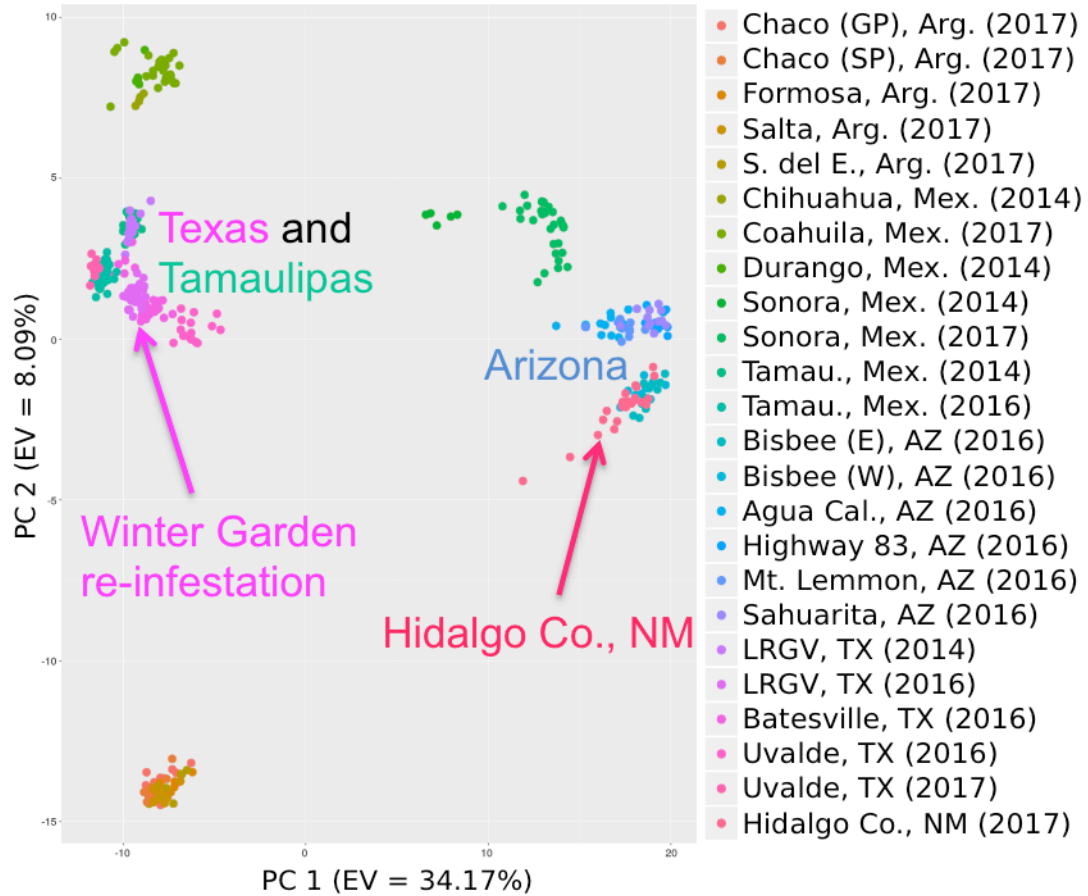 10
5
0
-5
-10
-15
-10
0
10
20
PC 2 (EV = 8.09%)
PC 1 (EV = 34.17%)
Texas and
Tamaulipas
Arizona
Winter Garden
re-infestation
Hidalgo Co., NM
Chaco (GP), Arg. (2017)
Chaco (SP), Arg. (2017)
Formosa, Arg. (2017)
Salta, Arg. (2017)
S. del E., Arg. (2017)
Chihuahua, Mex. (2014)
Coahuila, Mex. (2017)
Durango, Mex. (2014)
Sonora, Mex. (2014)
Sonora, Mex. (2017)
Tamau., Mex. (2014)
Tamau., Mex. (2016)
Bisbee (E), AZ (2016)
Bisbee (W), AZ (2016)
Agua Cal., AZ (2016)
Highway 83, AZ (2016)
Mt. Lemmon, AZ (2016)
Sahuarita, AZ (2016)
LRGV, TX (2014)
LRGV, TX (2016)
Batesville, TX (2016)
Uvalde, TX (2016)
Uvalde, TX (2017)
Hidalgo Co., NM (2017)